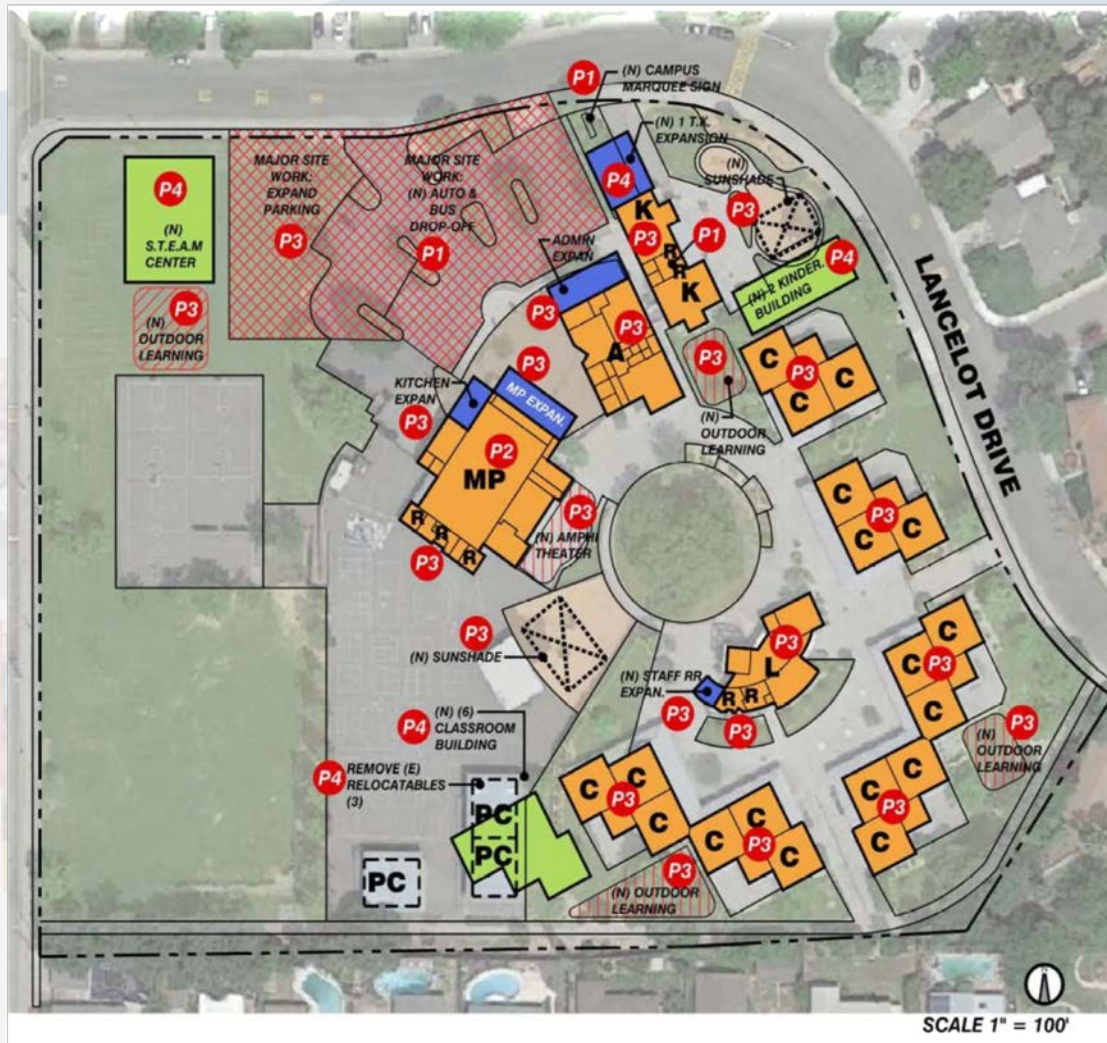 P1
(N) CAMPUS
MARQUEE SIGN
(N) 1 T.K.
EXPANSION
P4
MAJOR SITE
WORK:
EXPAND
PARKING
P3
MAJOR SITE
WORK:
(N) AUTO &
BUS
DROP-OFF
P1
P4
(N)
S.T.E.A.M
CENTER
P3
(N)
OUTDOOR
LEARNING
(N)
SUNSHADE
P3
K
P3
R
R
P1
K
P4
(N) 2 KINDER.
BUILDING
LANCELOT DRIVE
ADMIN
EXPAN
P3
P3
A
P3
(N)
OUTDOOR
LEARNING
C
P3
C
C
KITCHEN
EXPAN
P3
P3
MP EXPAN.
P2
MP
R
R
R
P3
P3
(N) AMPHI
THEATER
C
P3
C
C
P3
(N) SUNSHADE
P3
L
(N) STAFF RR
EXPAN.
R
R
P3
P3
C
C
P3
C
P3
(N)
OUTDOOR
LEARNING
P4
(N) (6)
CLASSROOM
BUILDING
P4
REMOVE (E)
RELOCATABLES
(3)
PC
PC
PC
C
C
P3
C
C
C
P3
C
C
C
P3
C
P3
(N) OUTDOOR
LEARNING
N
SCALE 1" = 100'